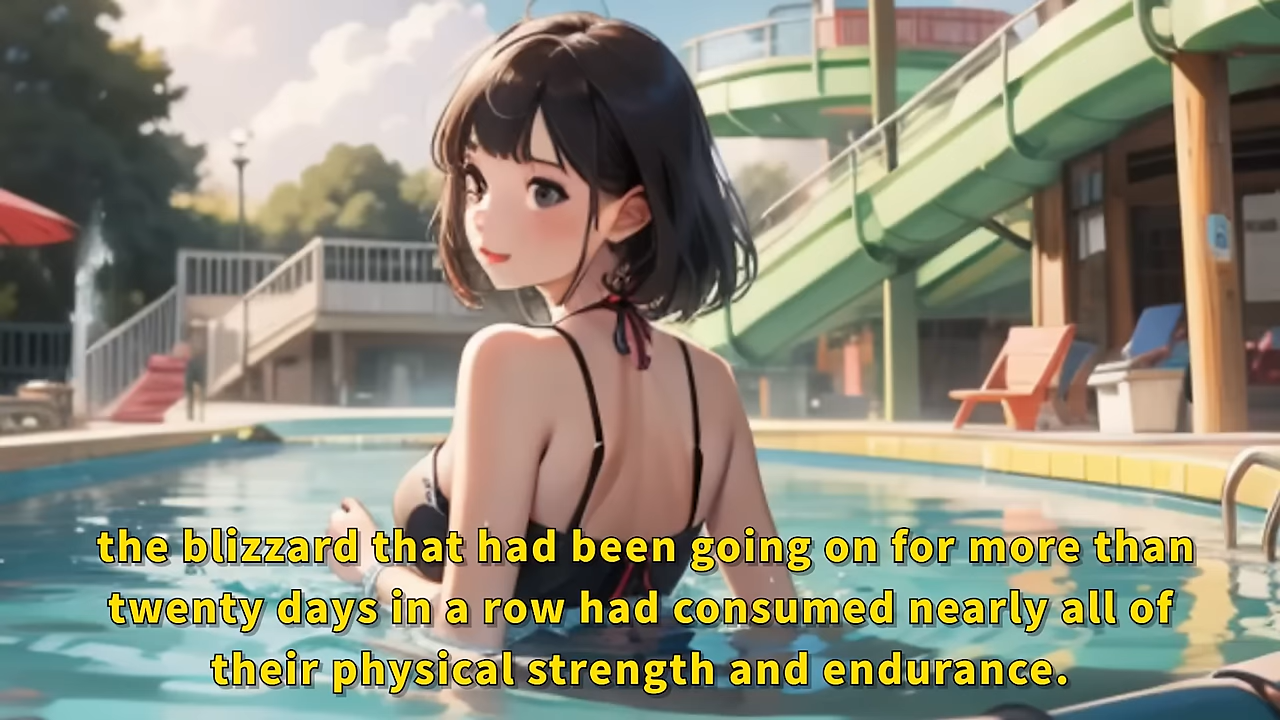 the blizzard that had been going on for more than
twenty days in a row had consumed nearly all of
their physical strength and endurance.